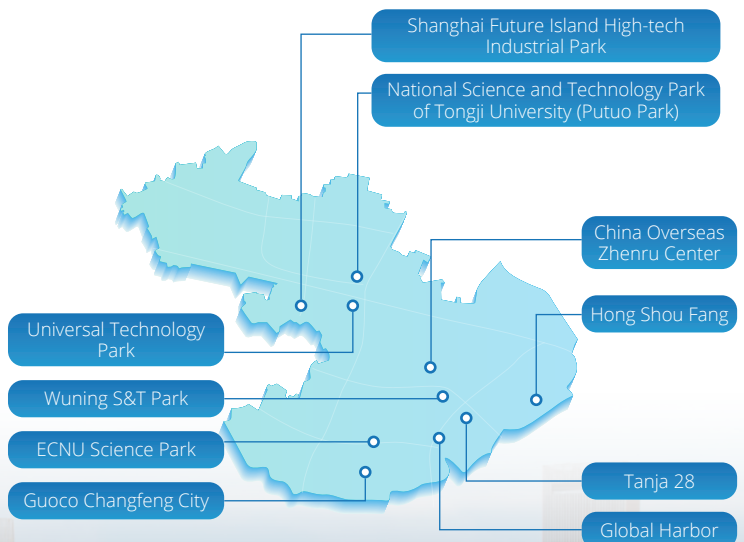 Shanghai Future Island High-tech
Industrial Park
National Science and Technology Park
of Tongji University (Putuo Park)
China Overseas
Zhenru Center
Hong Shou Fang
Universal Technology
Park
Wuning S&T Park
ECNU Science Park
Guoco Changfeng City
Tanja 28
Global Harbor